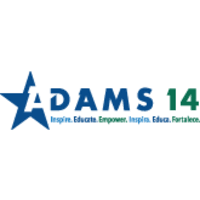 ADAMS 14
Inspire. Educate. Empower. Inspira. Educa. Fortalece.